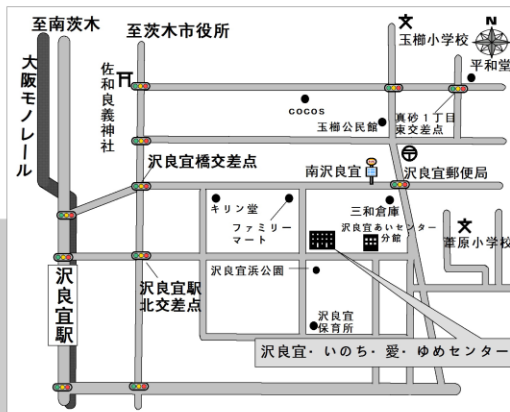 至南茨木
至茨木市役所
玉櫛小学校
N
平和堂
大阪モノレール
佐和良義神社
cocos
玉櫛公民館
真砂1丁目
東交差点
沢良宜橋交差点
南沢良宜
沢良宜郵便局
キリン堂
ファミリー
マート
三和倉庫
沢良宜あいセンター
分館
葦原小学校
沢良宜駅
沢良宜駅
北交差点
沢良宜浜公園
沢良宜
保育所
沢良宜・いのち・愛・ゆめセンター